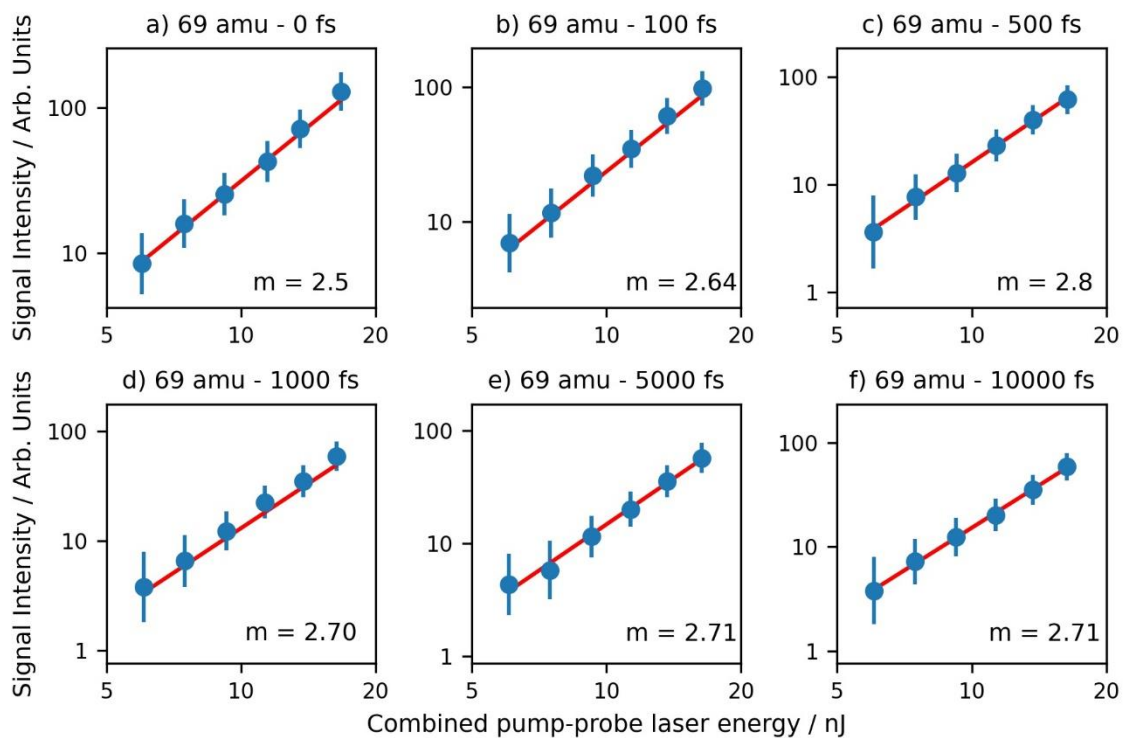 a) 69 amu - 0 fs
b) 69 amu - 100 fs
c) 69 amu - 500 fs
Signal Intensity / Arb. Units
100
10
m = 2.5
5
10
20
100
10
m = 2.64
5
10
20
100
10
1
m = 2.8
5
10
20
d) 69 amu - 1000 fs
e) 69 amu - 5000 fs
f) 69 amu - 10000 fs
Signal Intensity / Arb. Units
100
10
1
m = 2.70
5
10
20
100
10
1
m = 2.71
5
10
20
100
10
1
m = 2.71
5
10
20
Combined pump-probe laser energy / nJ